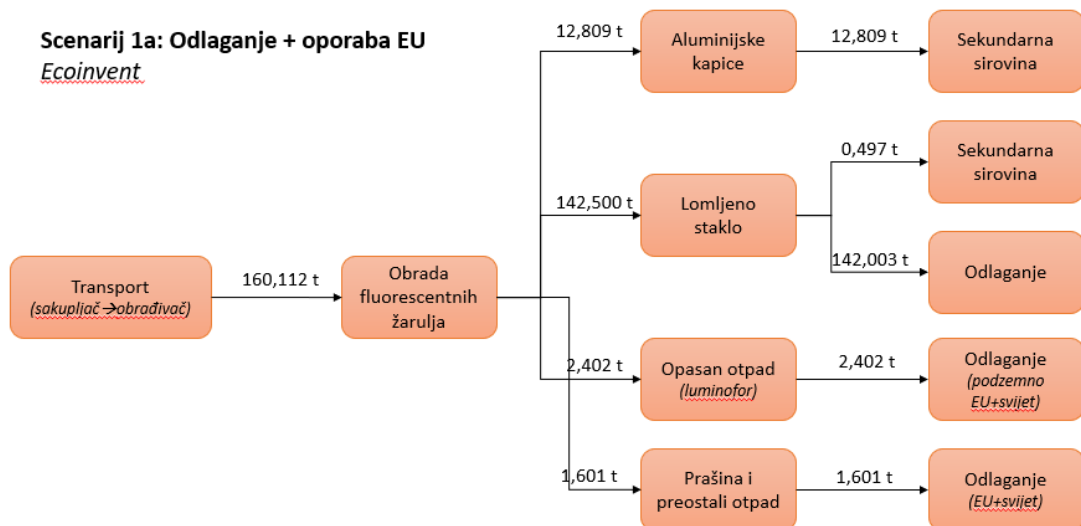 Scenarij 1a: Odlaganje + oporaba EU
Ecoinvent
12,809 t
Aluminijske
kapice
12,809 t
Sekundarna
sirovina
142,500 t
Lomljeno
staklo
0,497 t
Sekundarna
sirovina
142,003 t
Odlaganje
Transport
(sakupljač→obrađivač)
160,112 t
Obrada
fluorescentnih
žarulja
2,402 t
Opasan otpad
(luminofor)
2,402 t
Odlaganje
(podzemno
EU+svijet)
1,601 t
Prašina i
preostali otpad
1,601 t
Odlaganje
(EU+svijet)